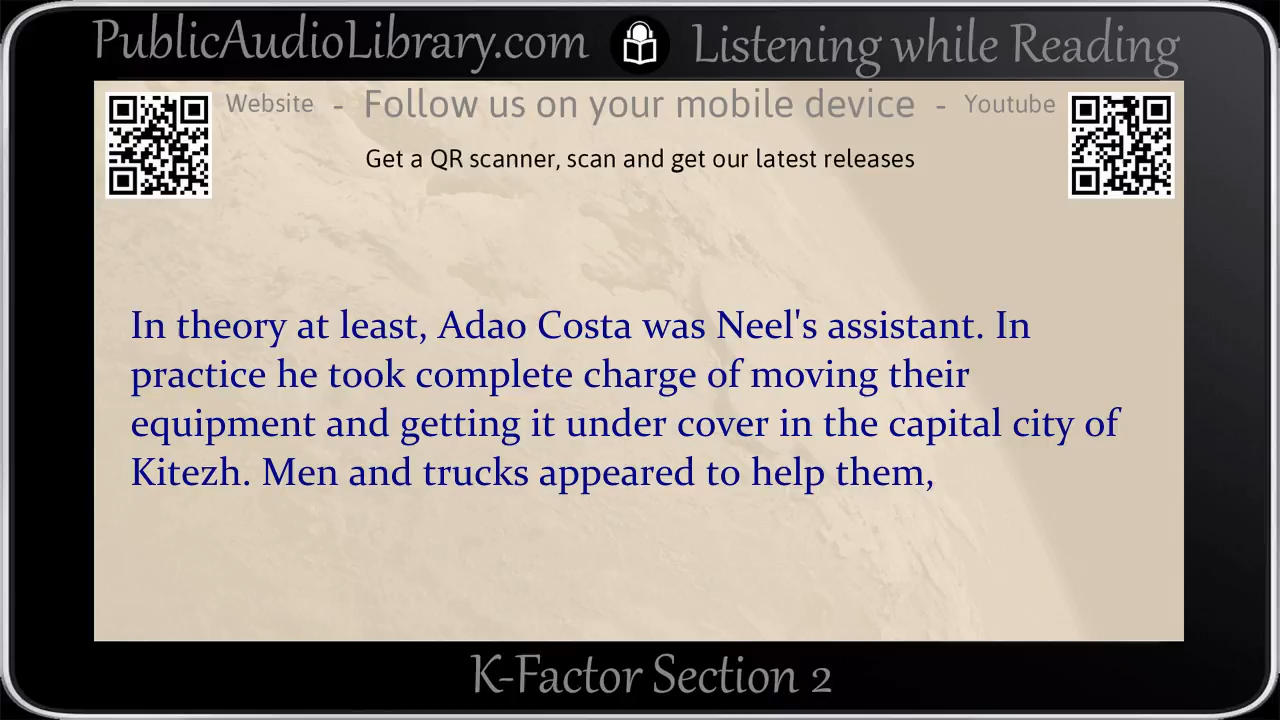 PublicAudioLibrary.com Listening while Reading
Website - Follow us on your mobile device - Youtube
Get a QR scanner, scan and get our latest releases
In theory at least, Adao Costa was Neel's assistant. In
practice he took complete charge of moving their
equipment and getting it under cover in the capital city of
Kitezh. Men and trucks appeared to help them,
K-Factor Section 2